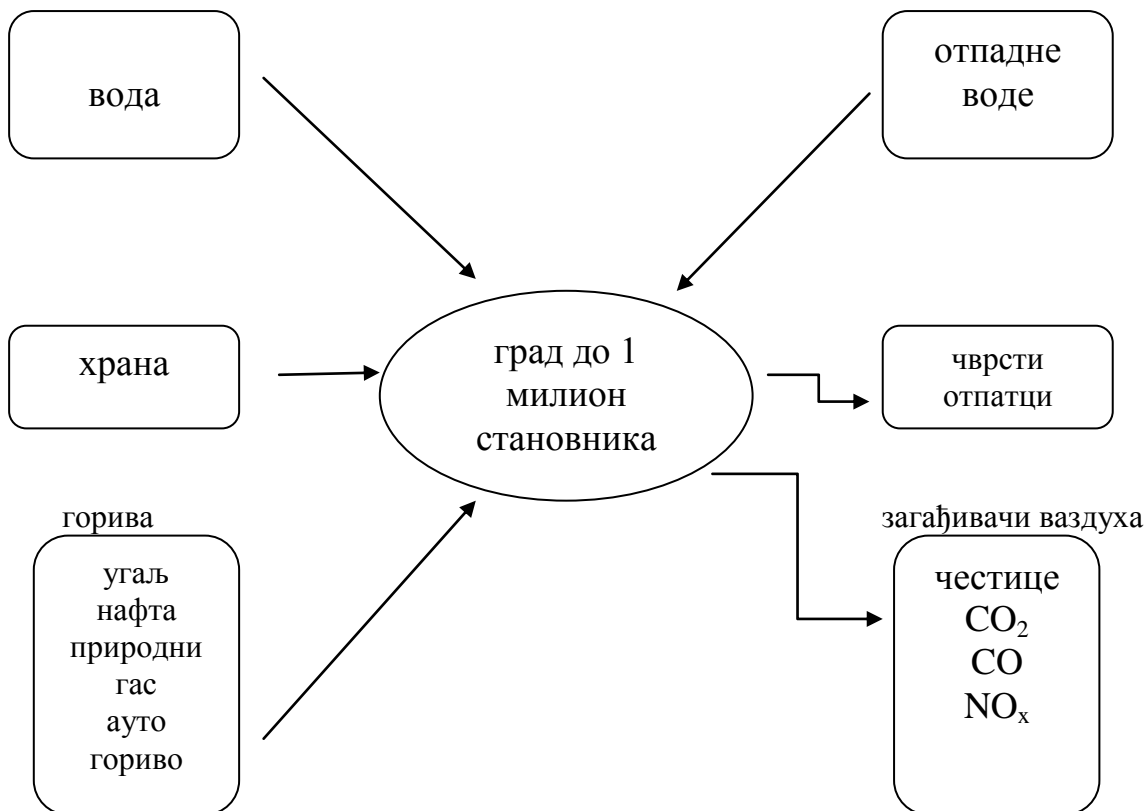 вода
отпадне
воде
храна
град до 1
милион
становника
чврсти
отпатци
горива
угаљ
нафта
природни
гас
ауто
гориво
загађивачи ваздуха
честице
CO₂
CO
NOₓ